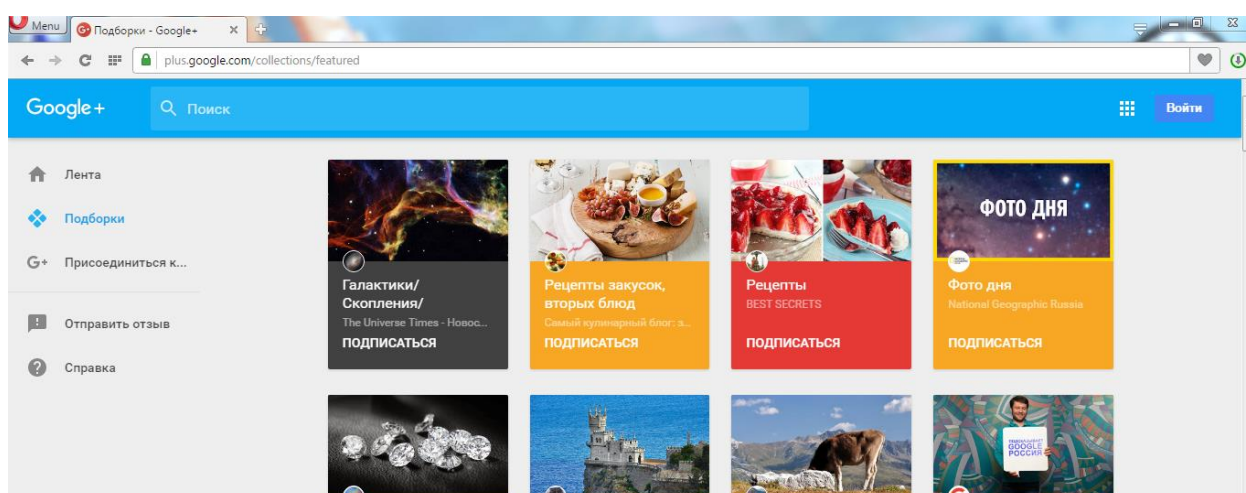 Menu
Подборки - Google+
plus.google.com/collections/featured
Google+
Поиск
Войти
Лента
Подборки
G+ Присоединиться к...
Отправить отзыв
Справка
Галактики/
Скопления/
The Universe Times - Новос...
ПОДПИСАТЬСЯ
Рецепты закусок,
вторых блюд
Самый кулинарный блог: з...
ПОДПИСАТЬСЯ
Рецепты
BEST SECRETS
ПОДПИСАТЬСЯ
ФОТО ДНЯ
Фото дня
National Geographic Russia
ПОДПИСАТЬСЯ
GOOGLE
РОССИЯ